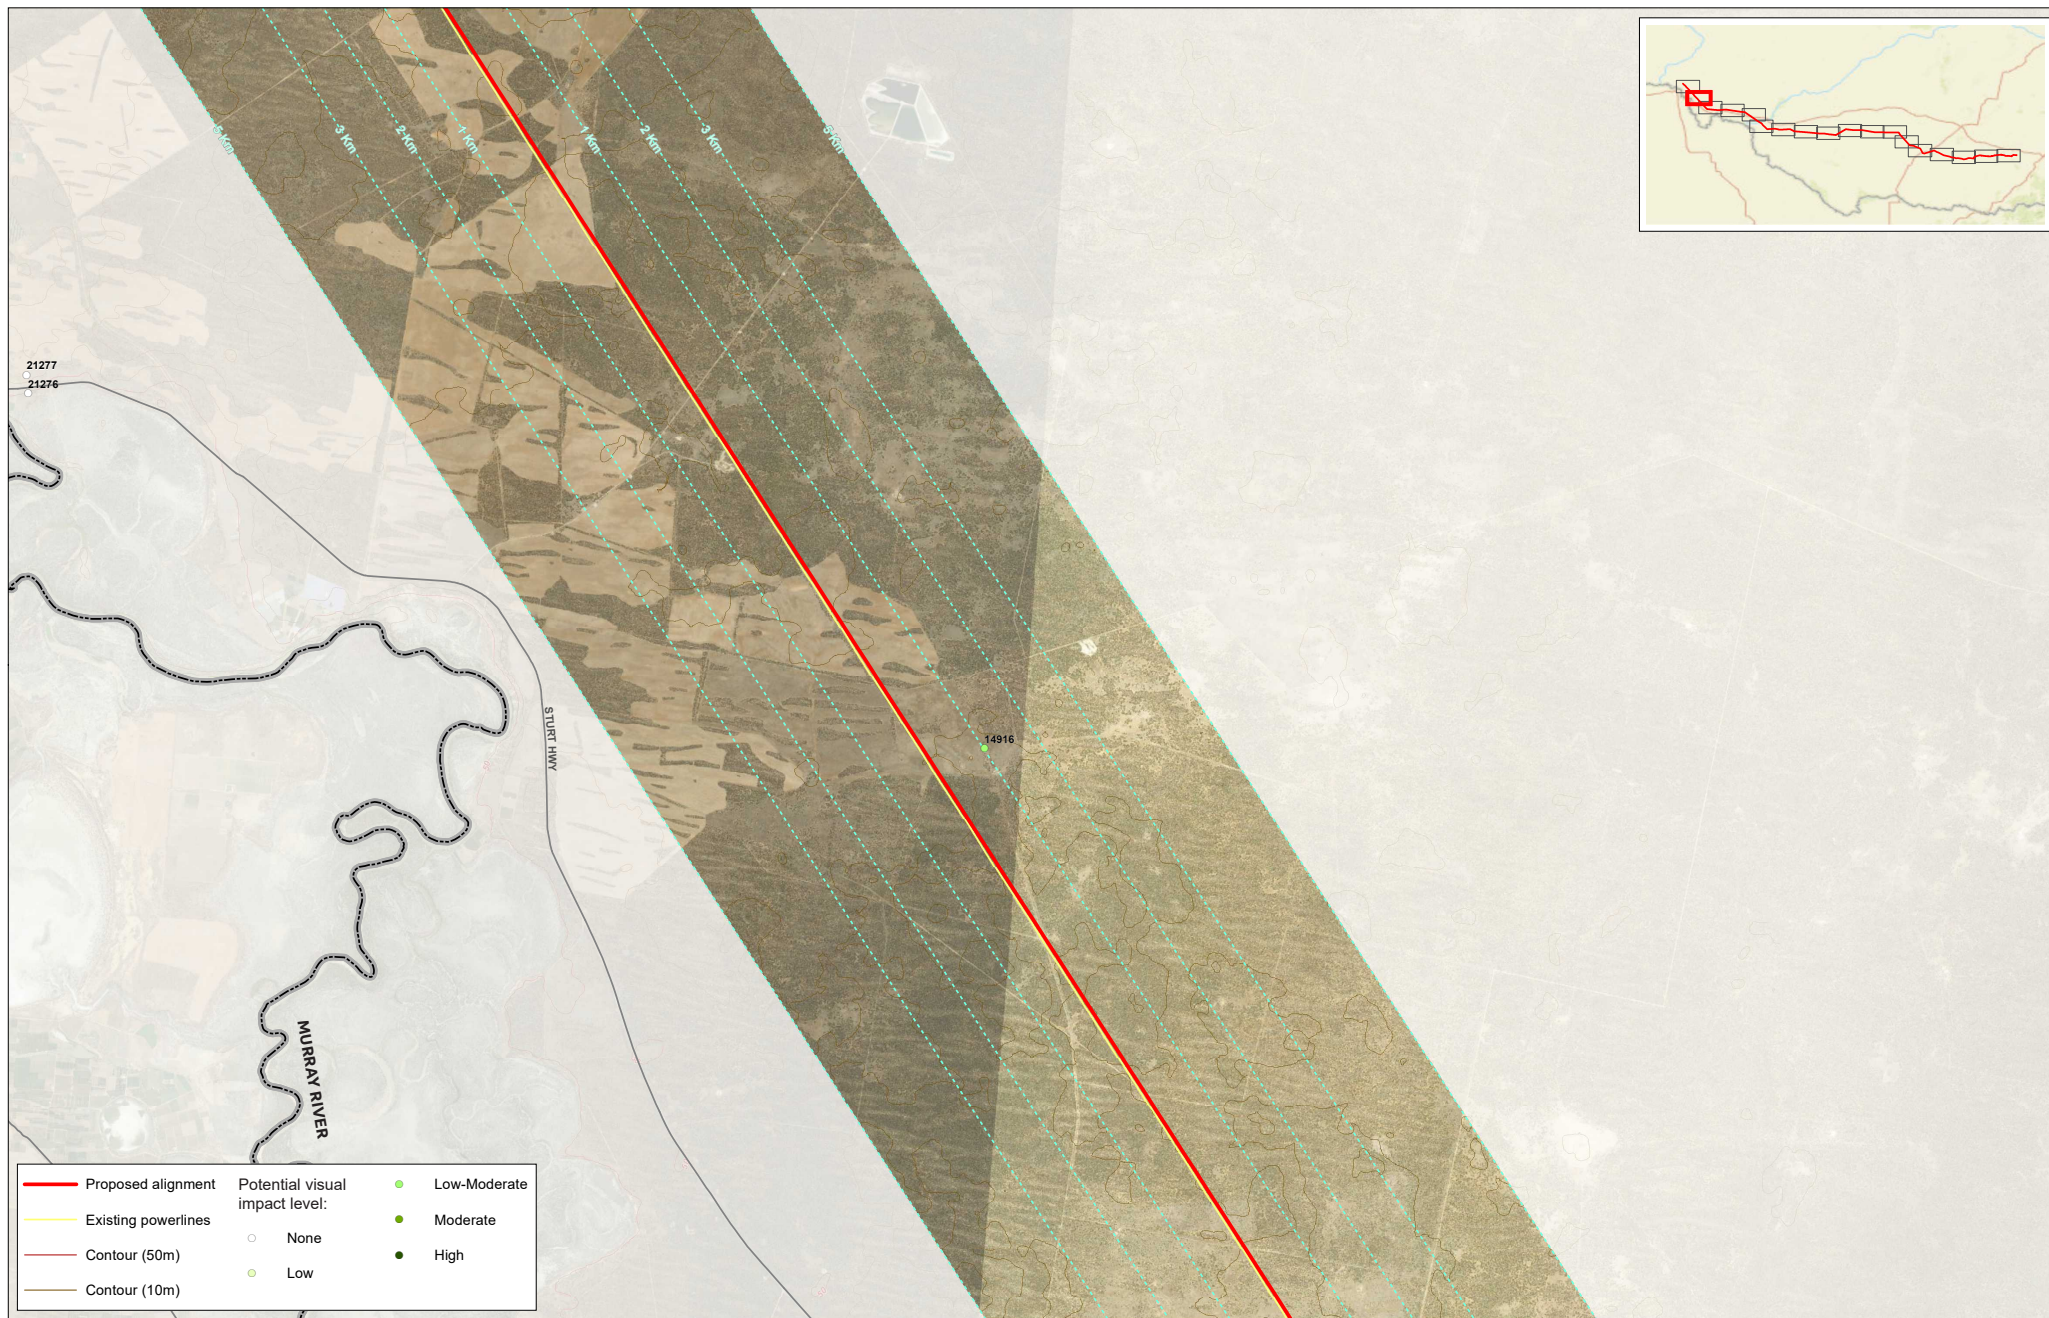 5 Km
3 Km
2 Km
1 Km
1 Km
2 Km
3 Km
5 Km
21277
21276
STURT HWY
14916
50
MURRAY RIVER
50
Proposed alignment
Existing powerlines
Contour (50m)
Contour (10m)
Potential visual
impact level:
None
Low
Low-Moderate
Moderate
High